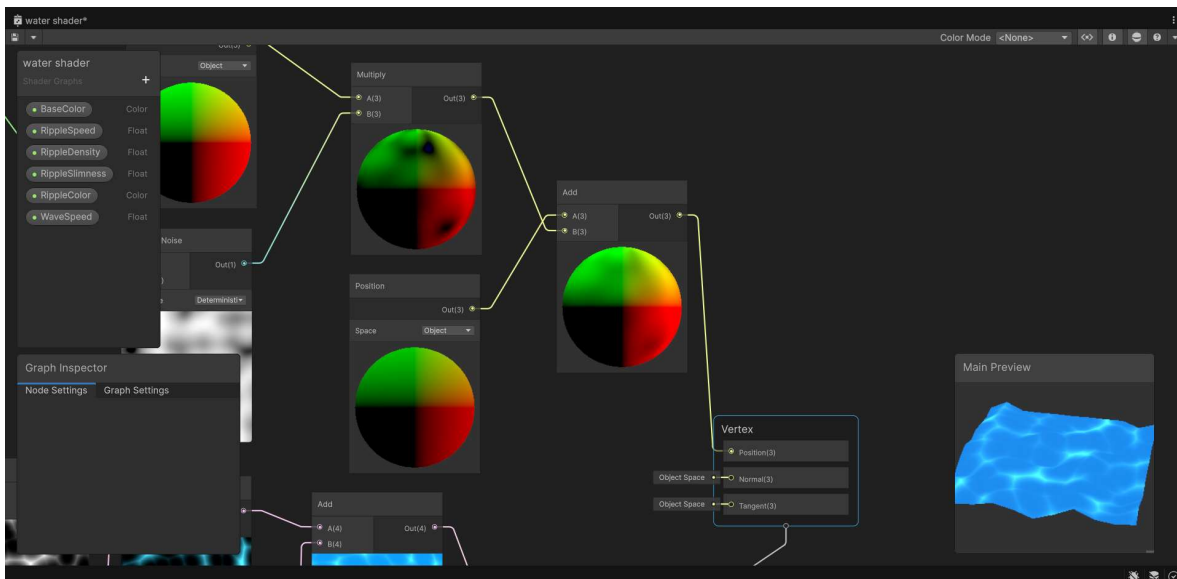 water shader*
Color Mode <None>
water shader
Shader Graphs
BaseColor Color
RippleSpeed Float
RippleDensity Float
RippleSlimness Float
RippleColor Color
WaveSpeed Float
Object
Multiply
A(3) Out(3)
B(3)
Noise
Out(1)
Deterministi
Position
Out(3)
Space Object
Add
A(3) Out(3)
B(3)
Graph Inspector
Node Settings Graph Settings
Add
A(4) Out(4)
B(4)
Vertex
Position(3)
Object Space Normal(3)
Object Space Tangent(3)
Main Preview